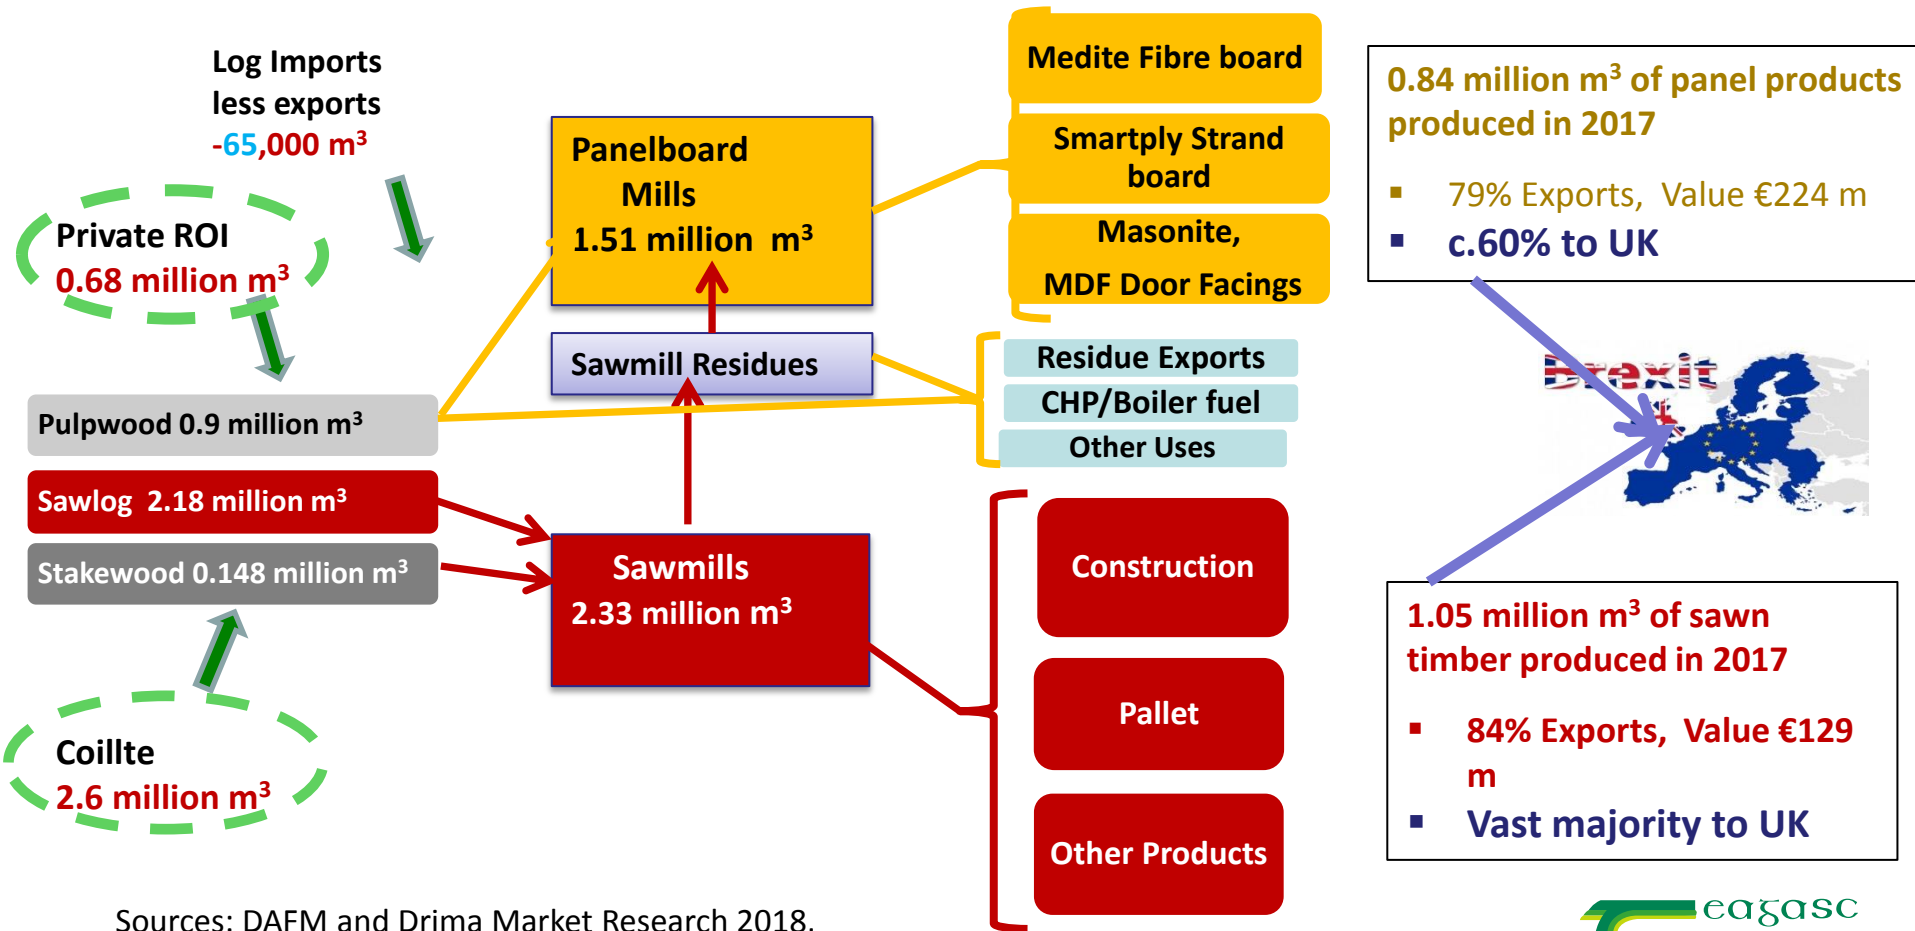 Log Imports
less exports
-65,000 m³
Private ROI
0.68 million m³
Pulpwood 0.9 million m³
Sawlog 2.18 million m³
Stakewood 0.148 million m³
Coillte
2.6 million m³
Panelboard
Mills
1.51 million m³
Sawmill Residues
Sawmills
2.33 million m³
Medite Fibre board
Smartply Strand
board
Masonite,
MDF Door Facings
Residue Exports
CHP/Boiler fuel
Other Uses
Construction
Pallet
Other Products
0.84 million m³ of panel products
produced in 2017
▪ 79% Exports, Value €224 m
▪ c.60% to UK
Brexit
1.05 million m³ of sawn
timber produced in 2017
▪ 84% Exports, Value €129
m
▪ Vast majority to UK
Sources: DAFM and Drima Market Research 2018.
eagasc